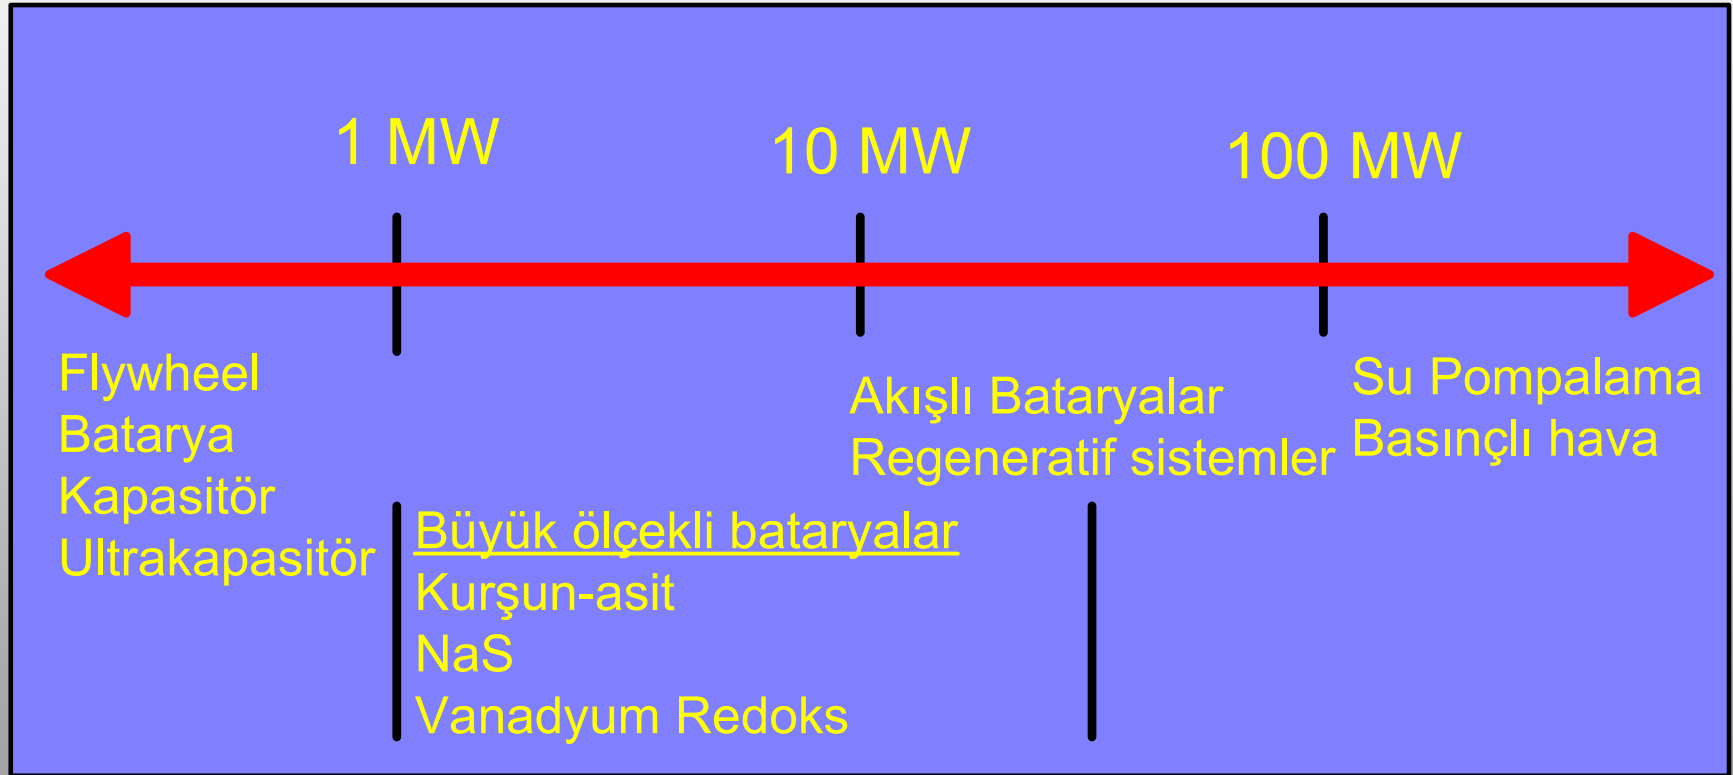 1 MW
10 MW
100 MW
Flywheel
Batarya
Kapasitör
Ultrakapasitör
Büyük ölçekli bataryalar
Kurşun-asit
NaS
Vanadyum Redoks
Akışlı Bataryalar
Regeneratif sistemler
Su Pompalama
Basınçlı hava